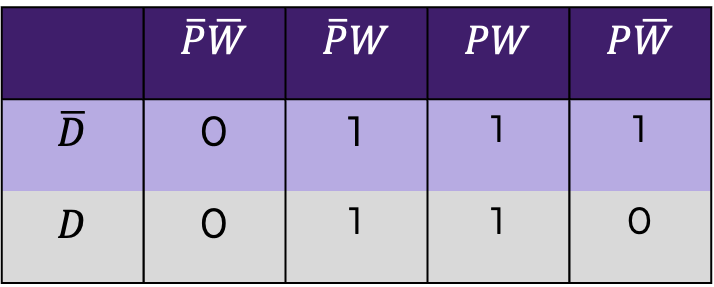 P̅W̅ P̅W PW PW̅
D̅ 0 1 1 1
D 0 1 1 0